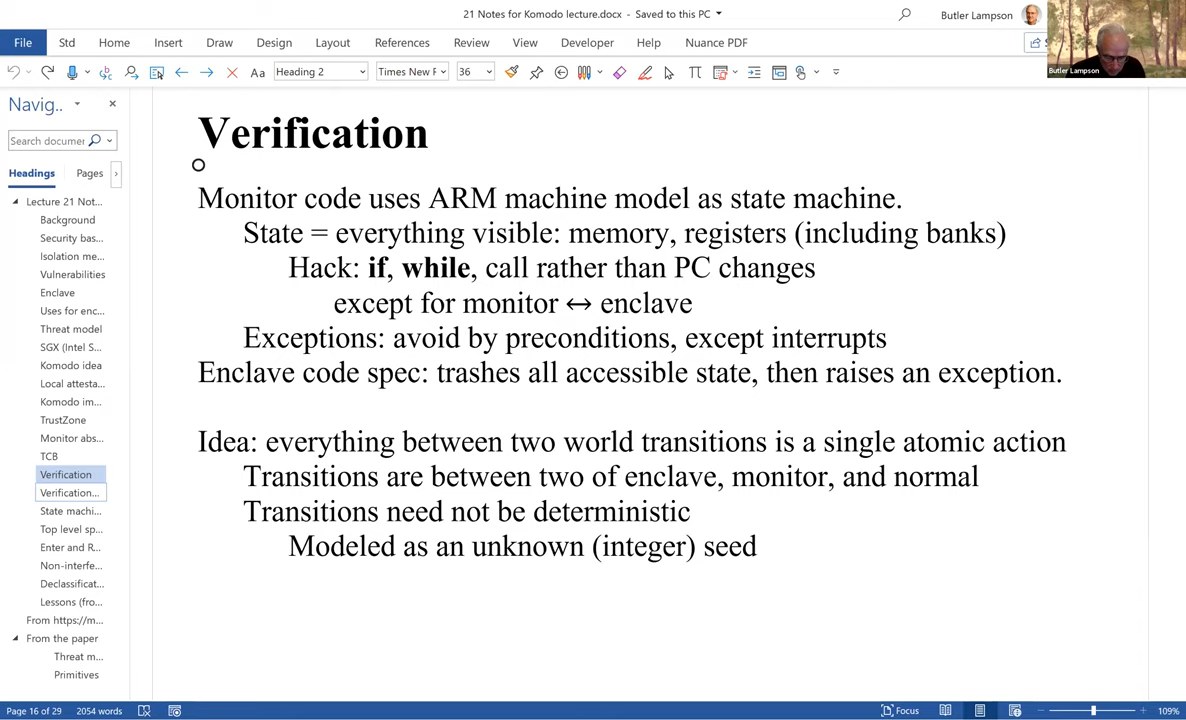 21 Notes for Komodo lecture.docx - Saved to this PC
Butler Lampson
File Std Home Insert Draw Design Layout References Review View Developer Help Nuance PDF
Aa Heading 2 Times New F 36
Butler Lampson
Navig..
Search documer
Headings Pages
Lecture 21 Not...
Background
Security bas...
Isolation me...
Vulnerabilities
Enclave
Uses for enc...
Threat model
SGX (Intel S...
Komodo idea
Local attesta...
Komodo im...
TrustZone
Monitor abs...
TCB
Verification
Verification...
State machi...
Top level sp...
Enter and R...
Non-interfe...
Declassificat...
Lessons (fro...
From https://m...
From the paper
Threat m...
Primitives
Verification
Monitor code uses ARM machine model as state machine.
State = everything visible: memory, registers (including banks)
Hack: if, while, call rather than PC changes
except for monitor ↔ enclave
Exceptions: avoid by preconditions, except interrupts
Enclave code spec: trashes all accessible state, then raises an exception.
Idea: everything between two world transitions is a single atomic action
Transitions are between two of enclave, monitor, and normal
Transitions need not be deterministic
Modeled as an unknown (integer) seed
Page 16 of 29 2054 words Focus 109%